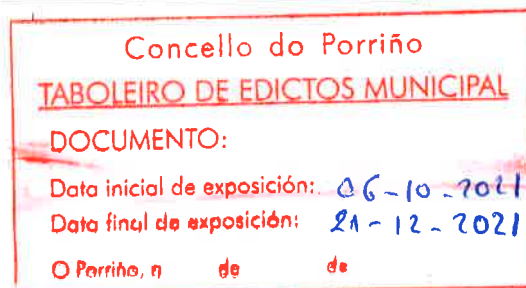 Concello do Porriño
TABOLEIRO DE EDICTOS MUNICIPAL
DOCUMENTO:
Data inicial de exposición: 06-10-2021
Data final de exposición: 21-12-2021
O Porriño, a de de